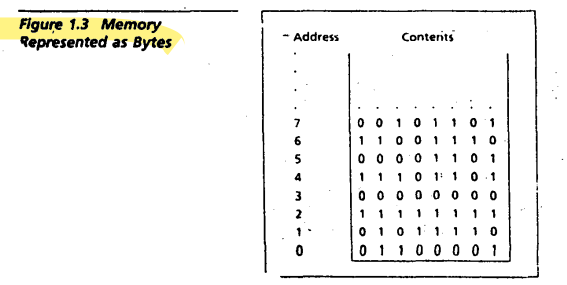 Figure 1.3 Memory
Represented as Bytes
Address Contents
.
.
.
. . . . . . . . .
7 0 0 1 0 1 1 0 1
6 1 1 0 0 1 1 1 0
5 0 0 0 0 1 1 0 1
4 1 1 1 0 1 1 0 1
3 0 0 0 0 0 0 0 0
2 1 1 1 1 1 1 1 1
1 0 1 0 1 1 1 1 0
0 0 1 1 0 0 0 0 1